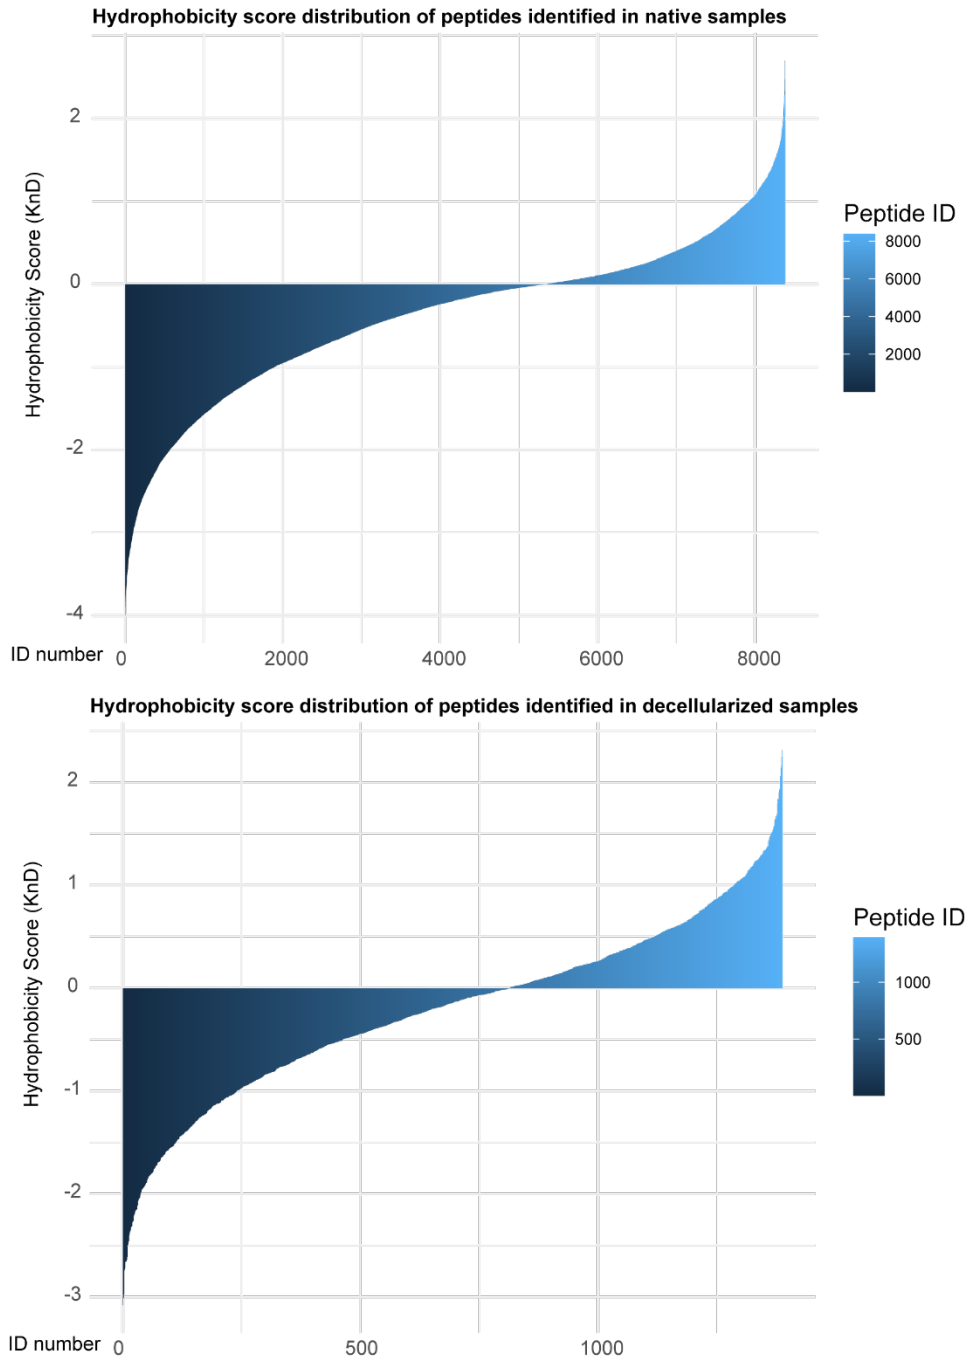 Hydrophobicity score distribution of peptides identified in native samples
Hydrophobicity Score (KnD)
2
0
-2
-4
ID number 0 2000 4000 6000 8000
Peptide ID
8000
6000
4000
2000
Hydrophobicity score distribution of peptides identified in decellularized samples
Hydrophobicity Score (KnD)
2
1
0
-1
-2
-3
ID number 0 500 1000
Peptide ID
1000
500